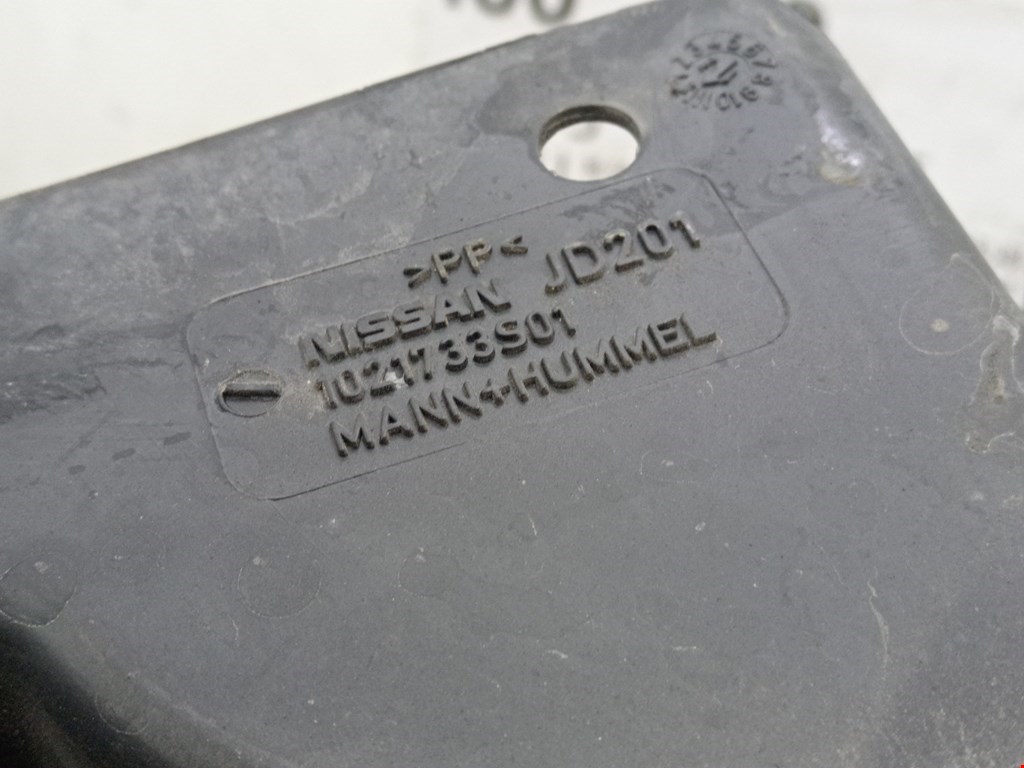 >PP<
NISSAN JD201
1021733S01
MANN+HUMMEL